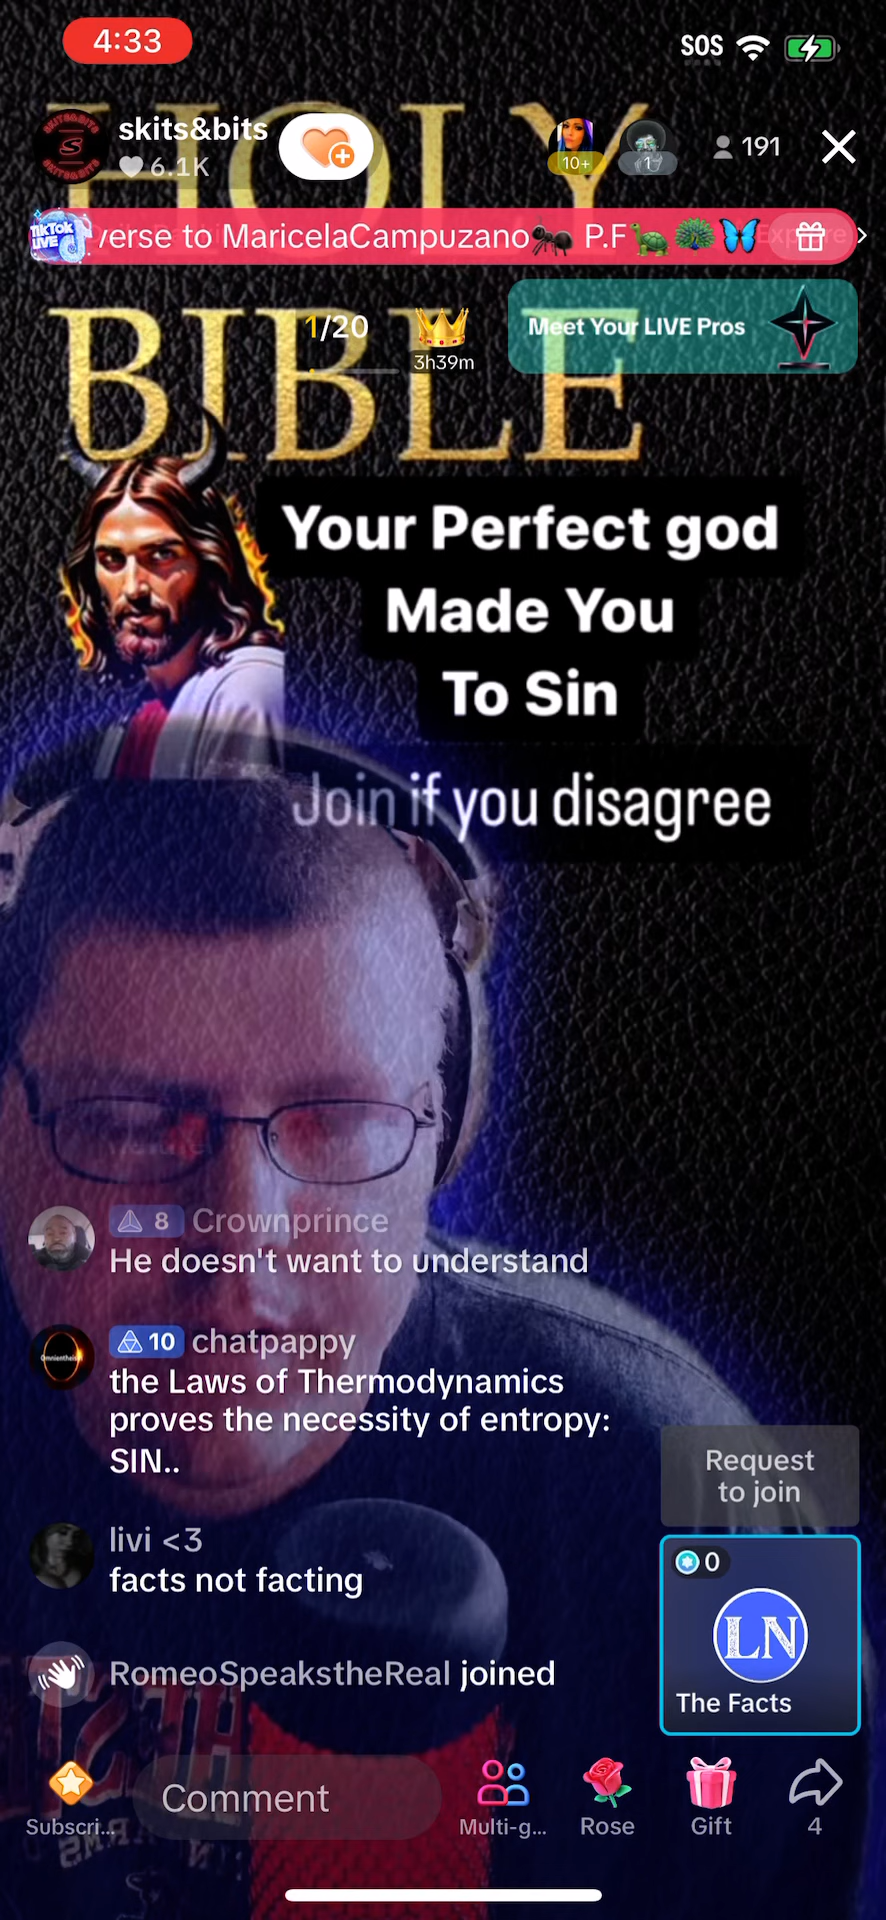 4:33
SOS
HOLY
skits&bits
6.1K
10+
1
191
TikTok
LIVE
erse to MaricelaCampuzano🐜 P.F🐢🦚🦋
BIBLE
1/20
3h39m
Meet Your LIVE Pros
Your Perfect god
Made You
To Sin
Join if you disagree
8 Crownprince
He doesn't want to understand
10 chatpappy
the Laws of Thermodynamics
proves the necessity of entropy:
SIN..
livi <3
facts not facting
RomeoSpeakstheReal joined
Request
to join
0
LN
The Facts
Subscri...
Comment
Multi-g...
Rose
Gift
4